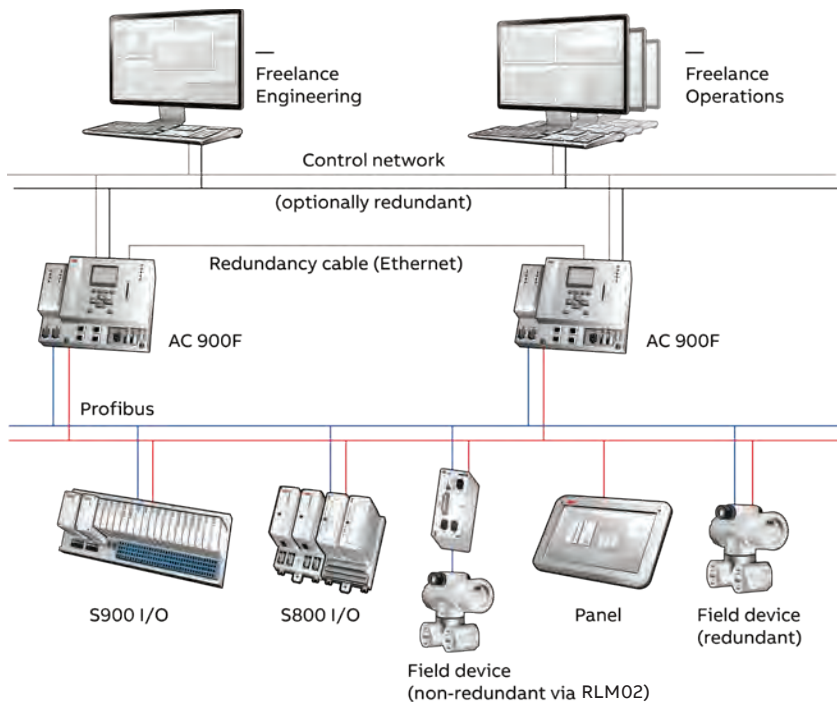 —
Freelance
Engineering
—
Freelance
Operations
Control network
(optionally redundant)
Redundancy cable (Ethernet)
AC 900F
AC 900F
Profibus
S900 I/O
S800 I/O
Panel
Field device
(redundant)
Field device
(non-redundant via RLM02)